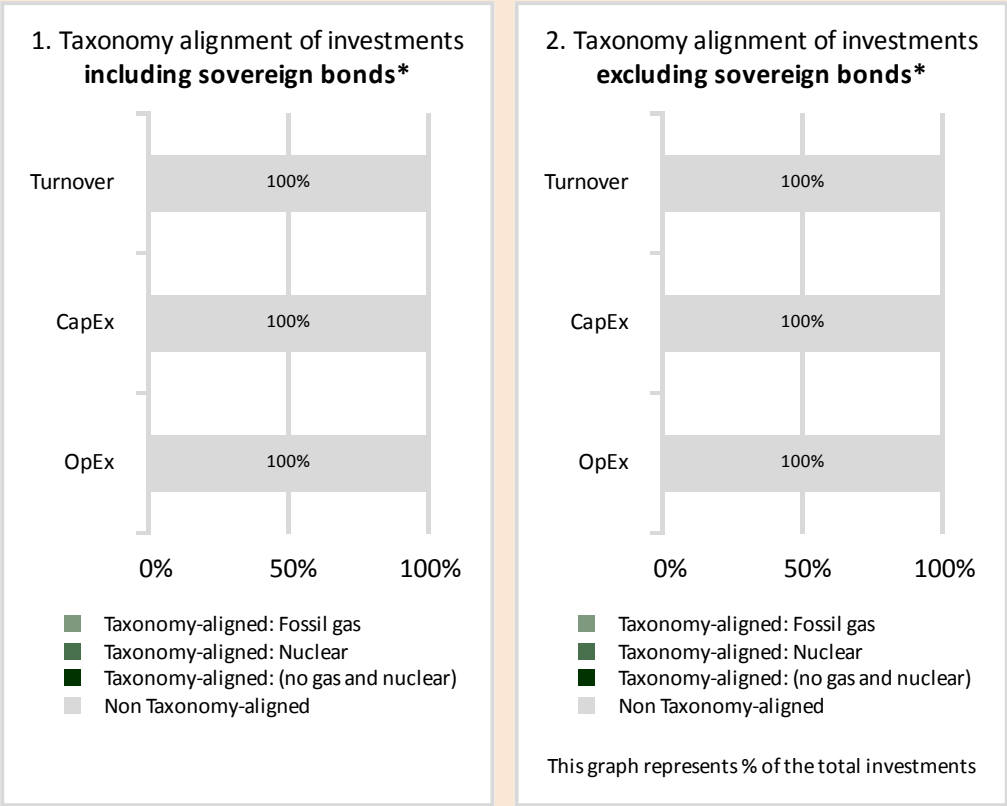 1. Taxonomy alignment of investments
including sovereign bonds*
Turnover
100%
CapEx
100%
OpEx
100%
0% 50% 100%
Taxonomy-aligned: Fossil gas
Taxonomy-aligned: Nuclear
Taxonomy-aligned: (no gas and nuclear)
Non Taxonomy-aligned
2. Taxonomy alignment of investments
excluding sovereign bonds*
Turnover
100%
CapEx
100%
OpEx
100%
0% 50% 100%
Taxonomy-aligned: Fossil gas
Taxonomy-aligned: Nuclear
Taxonomy-aligned: (no gas and nuclear)
Non Taxonomy-aligned
This graph represents % of the total investments